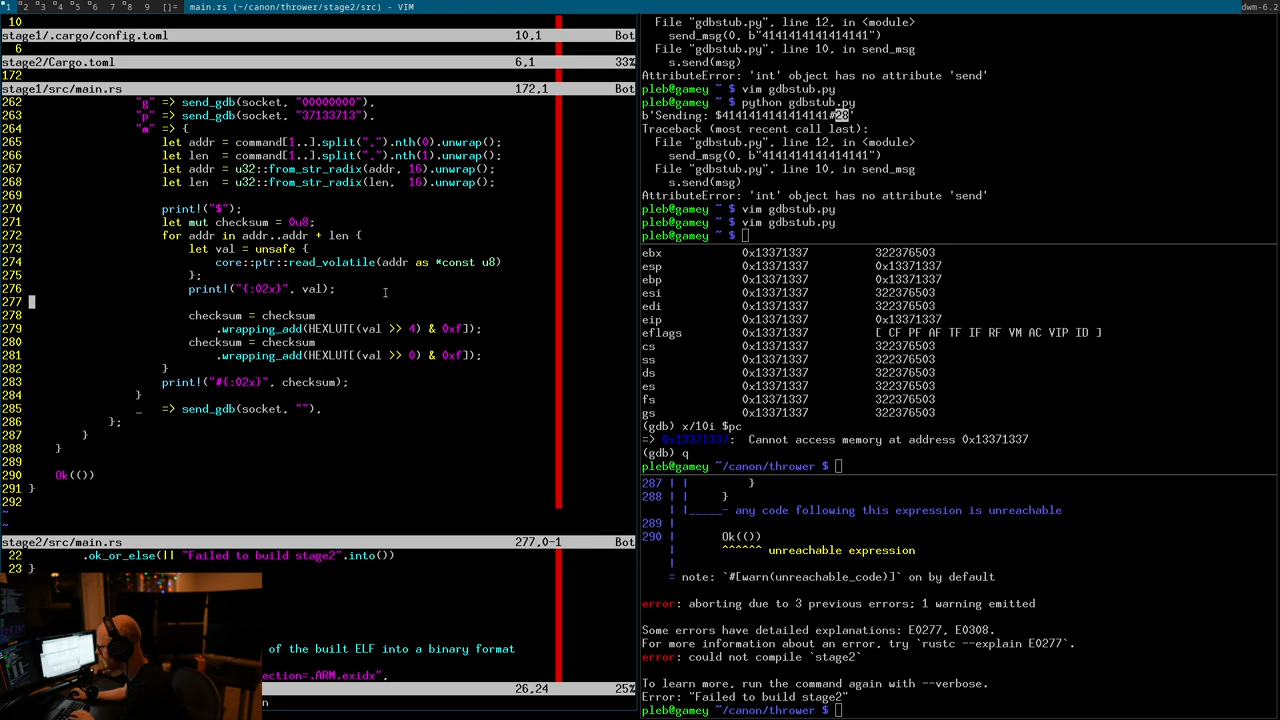 1 2 3 4 5 6 7 8 9 []= main.rs (~/canon/thrower/stage2/src) - VIM
dwm-6.2
10
stage1/.cargo/config.toml 10,1 Bot
6
stage2/Cargo.toml 6,1 33%
172
stage1/src/main.rs 172,1 Bot
262 "g" => send_gdb(socket, "00000000"),
263 "p" => send_gdb(socket, "37133713"),
264 "m" => {
265 let addr = command[1..].split(",").nth(0).unwrap();
266 let len  = command[1..].split(",").nth(1).unwrap();
267 let addr = u32::from_str_radix(addr, 16).unwrap();
268 let len  = u32::from_str_radix(len,  16).unwrap();
269
270 print!("$");
271 let mut checksum = 0u8;
272 for addr in addr..addr + len {
273 let val = unsafe {
274 core::ptr::read_volatile(addr as *const u8)
275 };
276 print!("{:02x}", val);
277
278 checksum = checksum
279 .wrapping_add(HEXLUT[(val >> 4) & 0xf]);
280 checksum = checksum
281 .wrapping_add(HEXLUT[(val >> 0) & 0xf]);
282 }
283 print!("#{:02x}", checksum);
284 }
285 _   => send_gdb(socket, ""),
286 };
287 }
288 }
289
290 Ok(())
291 }
292
~
~
stage2/src/main.rs 277,0-1 Bot
22 .ok_or_else(|| "Failed to build stage2".into())
23 }
of the built ELF into a binary format
ection=.ARM.exidx",
26,24 25%
n
File "gdbstub.py", line 12, in <module>
send_msg(0, b"4141414141414141")
File "gdbstub.py", line 10, in send_msg
s.send(msg)
AttributeError: 'int' object has no attribute 'send'
pleb@gamey ~ $ vim gdbstub.py
pleb@gamey ~ $ python gdbstub.py
b'Sending: $4141414141414141#28'
Traceback (most recent call last):
File "gdbstub.py", line 12, in <module>
send_msg(0, b"4141414141414141")
File "gdbstub.py", line 10, in send_msg
s.send(msg)
AttributeError: 'int' object has no attribute 'send'
pleb@gamey ~ $ vim gdbstub.py
pleb@gamey ~ $ vim gdbstub.py
pleb@gamey ~ $
ebx 0x13371337 322376503
esp 0x13371337 0x13371337
ebp 0x13371337 0x13371337
esi 0x13371337 322376503
edi 0x13371337 322376503
eip 0x13371337 0x13371337
eflags 0x13371337 [ CF PF AF TF IF RF VM AC VIP ID ]
cs 0x13371337 322376503
ss 0x13371337 322376503
ds 0x13371337 322376503
es 0x13371337 322376503
fs 0x13371337 322376503
gs 0x13371337 322376503
(gdb) x/10i $pc
=> 0x13371337: Cannot access memory at address 0x13371337
(gdb) q
pleb@gamey ~/canon/thrower $
287 | | }
288 | | }
| |_____- any code following this expression is unreachable
289 |
290 | Ok(())
| ^^^^^^ unreachable expression
|
= note: `#[warn(unreachable_code)]` on by default
error: aborting due to 3 previous errors; 1 warning emitted
Some errors have detailed explanations: E0277, E0308.
For more information about an error, try `rustc --explain E0277`.
error: could not compile `stage2`
To learn more, run the command again with --verbose.
Error: "Failed to build stage2"
pleb@gamey ~/canon/thrower $